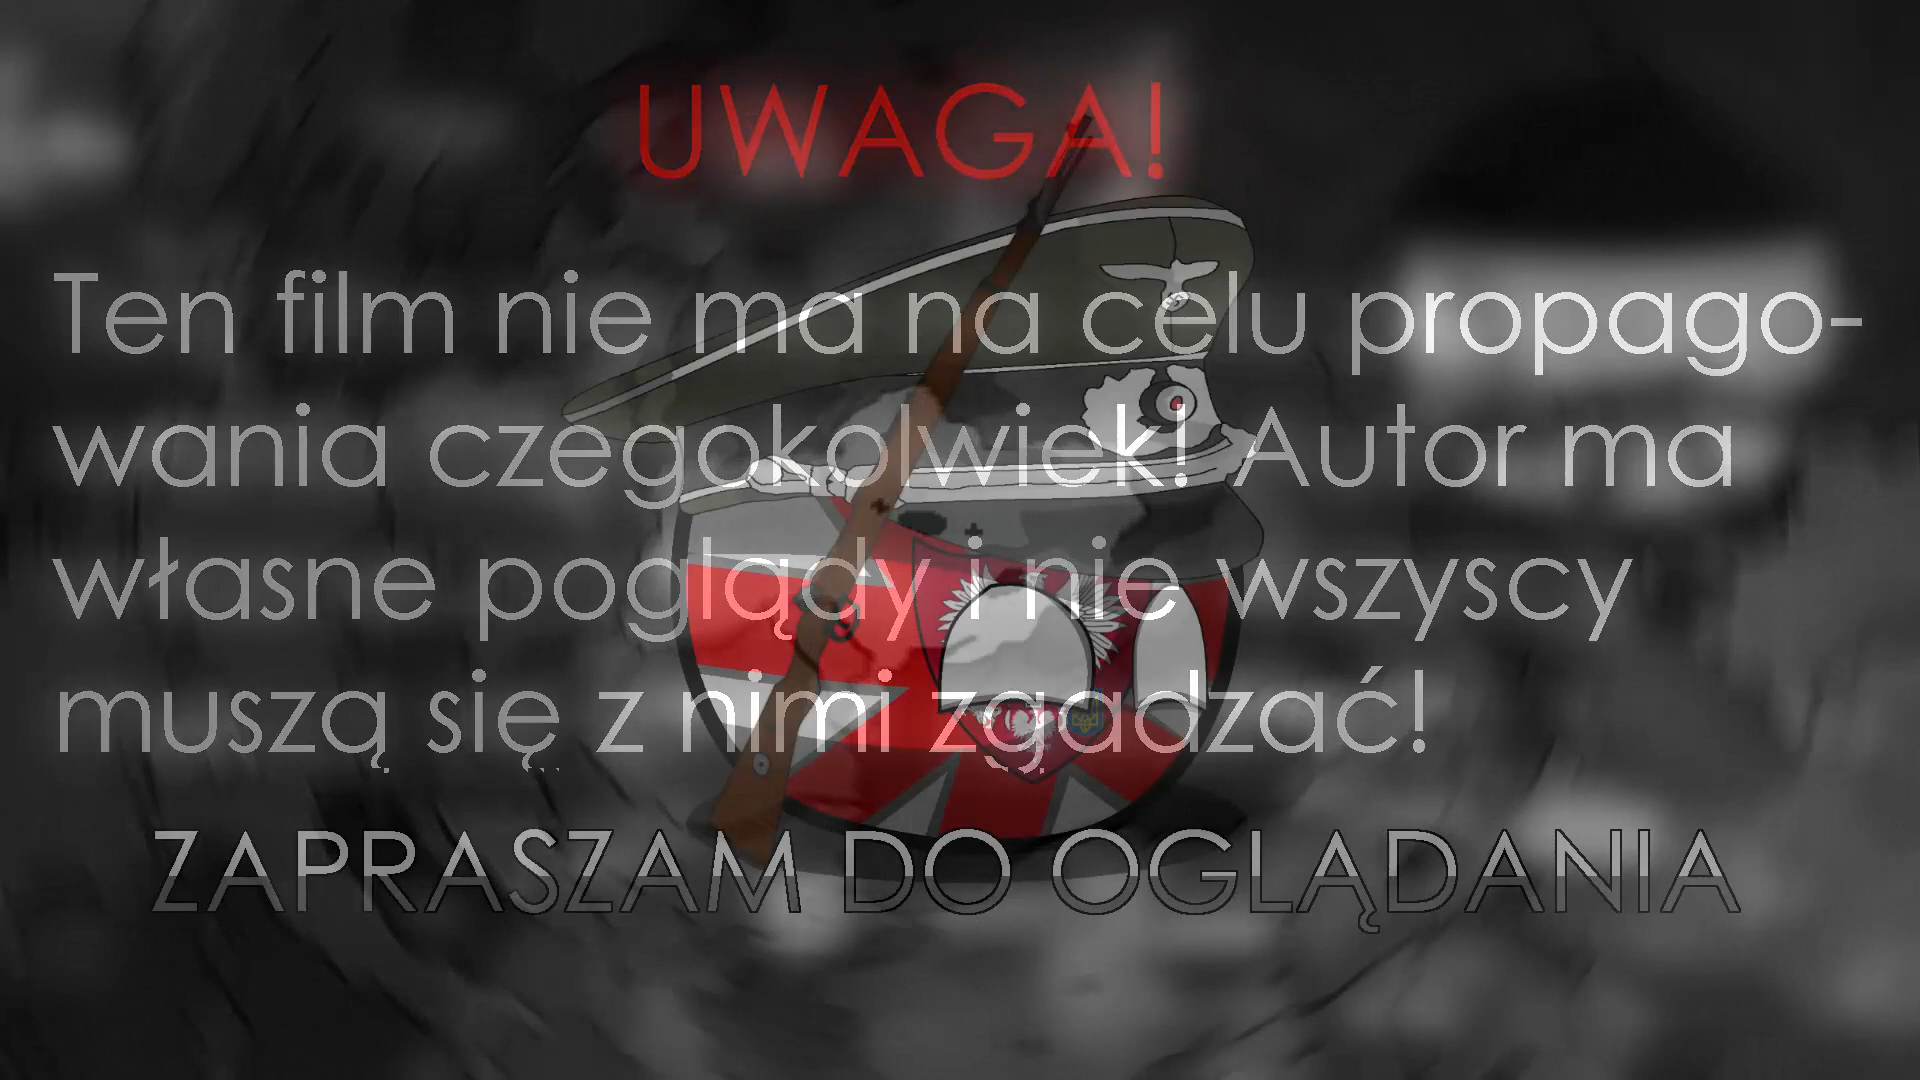 UWAGA!
Ten film nie ma na celu propago-
wania czegokolwiek! Autor ma
własne poglądy i nie wszyscy
muszą się z nimi zgadzać!
ZAPRASZAM DO OGLĄDANIA